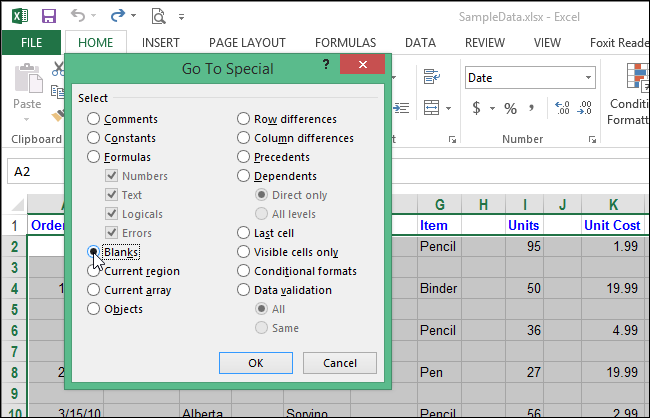 SampleData.xlsx - Excel
FILE HOME INSERT PAGE LAYOUT FORMULAS DATA REVIEW VIEW Foxit Reade
Go To Special ?
Select
Comments
Constants
Formulas
Numbers
Text
Logicals
Errors
Blanks
Current region
Current array
Objects
Row differences
Column differences
Precedents
Dependents
Direct only
All levels
Last cell
Visible cells only
Conditional formats
Data validation
All
Same
OK Cancel
Paste
Clipboard
Date
$ % , .00
Number
Condition
Formatt
A2
G H I J K
1 Order Item Units Unit Cost
2 Pencil 95 1.99
3
4 1 Binder 50 19.99
5
6 Pencil 36 4.99
7
8 2 Pen 27 19.99
9
10 3/15/10 Alberta Sorvino Pencil 56 2.99